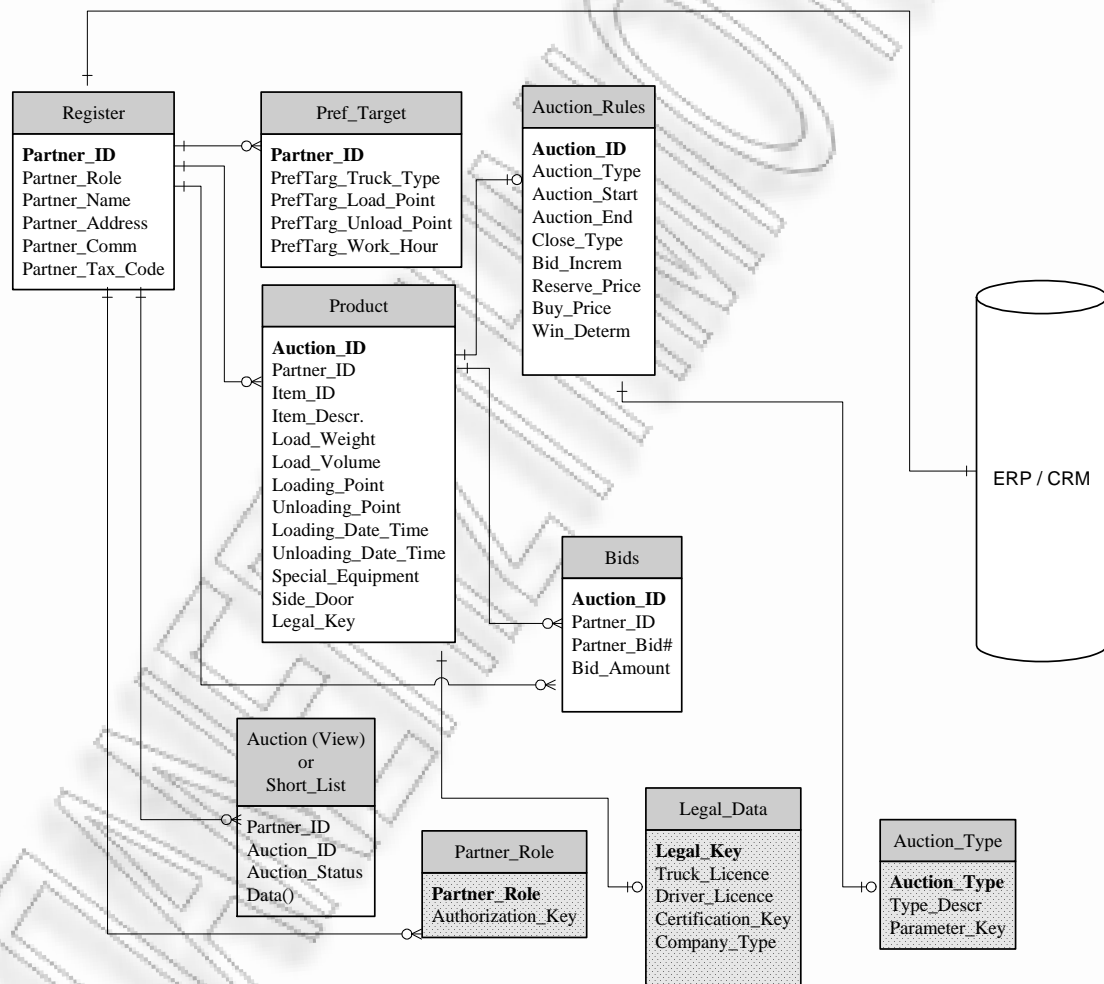 Register
Partner_ID
Partner_Role
Partner_Name
Partner_Address
Partner_Comm
Partner_Tax_Code
Pref_Target
Partner_ID
PrefTarg_Truck_Type
PrefTarg_Load_Point
PrefTarg_Unload_Point
PrefTarg_Work_Hour
Auction_Rules
Auction_ID
Auction_Type
Auction_Start
Auction_End
Close_Type
Bid_Increm
Reserve_Price
Buy_Price
Win_Determ
Product
Auction_ID
Partner_ID
Item_ID
Item_Descr.
Load_Weight
Load_Volume
Loading_Point
Unloading_Point
Loading_Date_Time
Unloading_Date_Time
Special_Equipment
Side_Door
Legal_Key
ERP / CRM
Bids
Auction_ID
Partner_ID
Partner_Bid#
Bid_Amount
Auction (View)
or
Short_List
Partner_ID
Auction_ID
Auction_Status
Data()
Partner_Role
Partner_Role
Authorization_Key
Legal_Data
Legal_Key
Truck_Licence
Driver_Licence
Certification_Key
Company_Type
Auction_Type
Auction_Type
Type_Descr
Parameter_Key